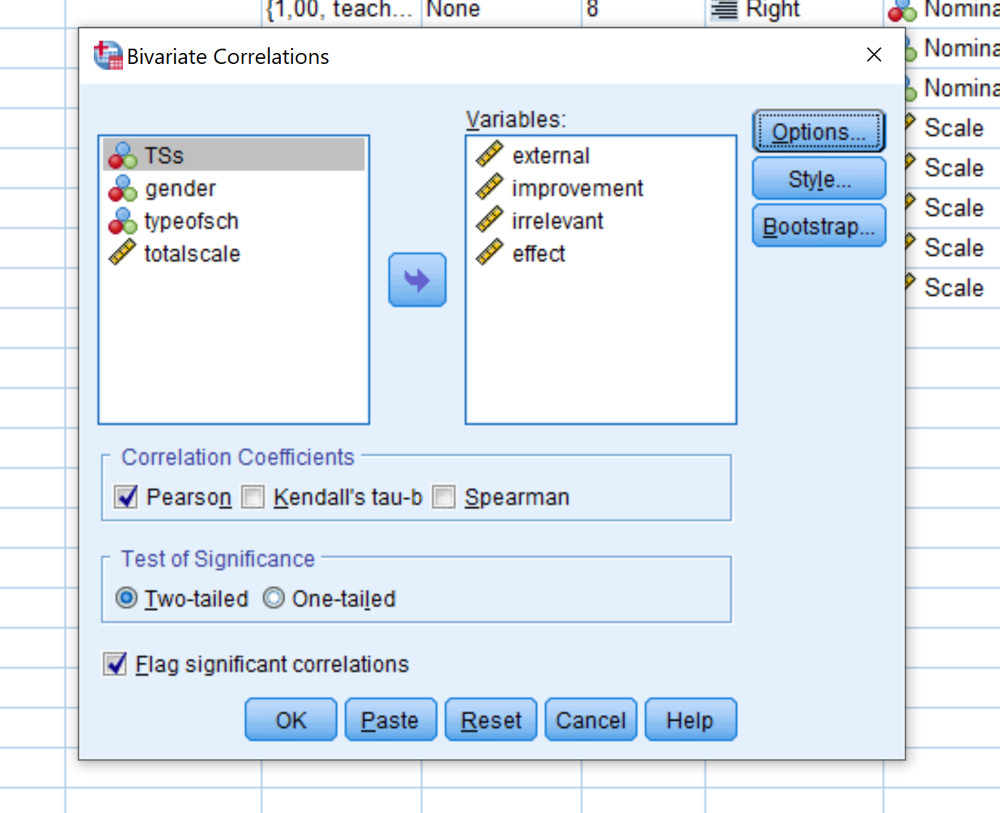 {1,00, teach... None 8 Right Nomina
Bivariate Correlations
Nomina
Nomina
Variables:
TSs
gender
typeofsch
totalscale
external
improvement
irrelevant
effect
Options...
Style...
Bootstrap...
Scale
Scale
Scale
Scale
Scale
Correlation Coefficients
Pearson Kendall's tau-b Spearman
Test of Significance
Two-tailed One-tailed
Flag significant correlations
OK Paste Reset Cancel Help